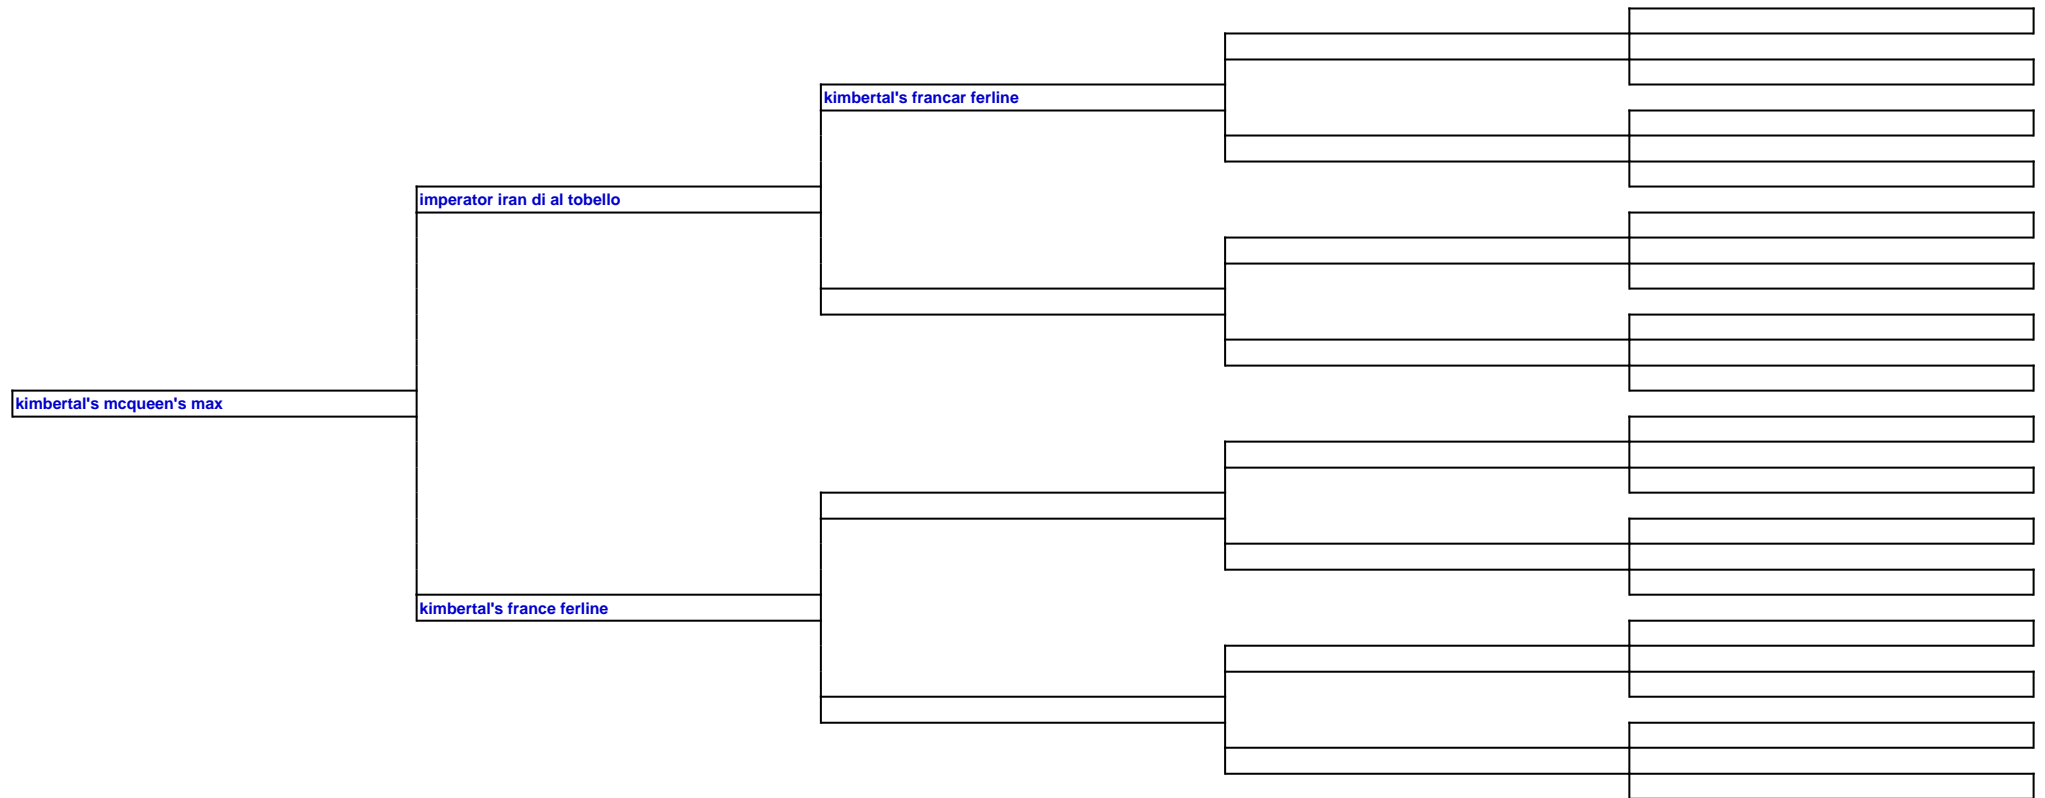 kimbertal's francar ferline
imperator iran di al tobello
kimbertal's mcqueen's max
kimbertal's france ferline